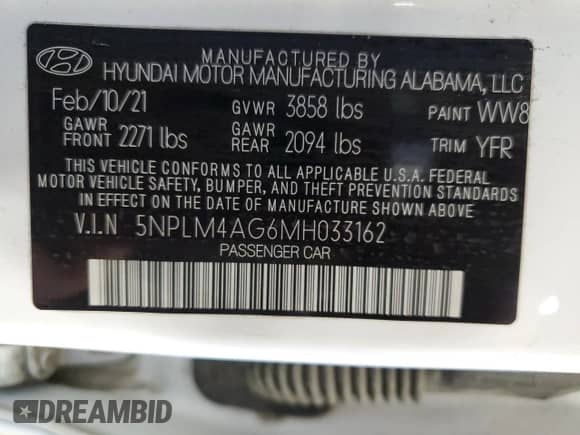 MANUFACTURED BY
HYUNDAI MOTOR MANUFACTURING ALABAMA, LLC
Feb/10/21 GVWR 3858 lbs PAINT WW8
GAWR FRONT 2271 lbs GAWR REAR 2094 lbs TRIM YFR
THIS VEHICLE CONFORMS TO ALL APPLICABLE U.S.A. FEDERAL
MOTOR VEHICLE SAFETY, BUMPER, AND THEFT PREVENTION STANDARDS
IN EFFECT ON THE DATE OF MANUFACTURE SHOWN ABOVE
V.I.N 5NPLM4AG6MH033162
PASSENGER CAR
DREAMBID